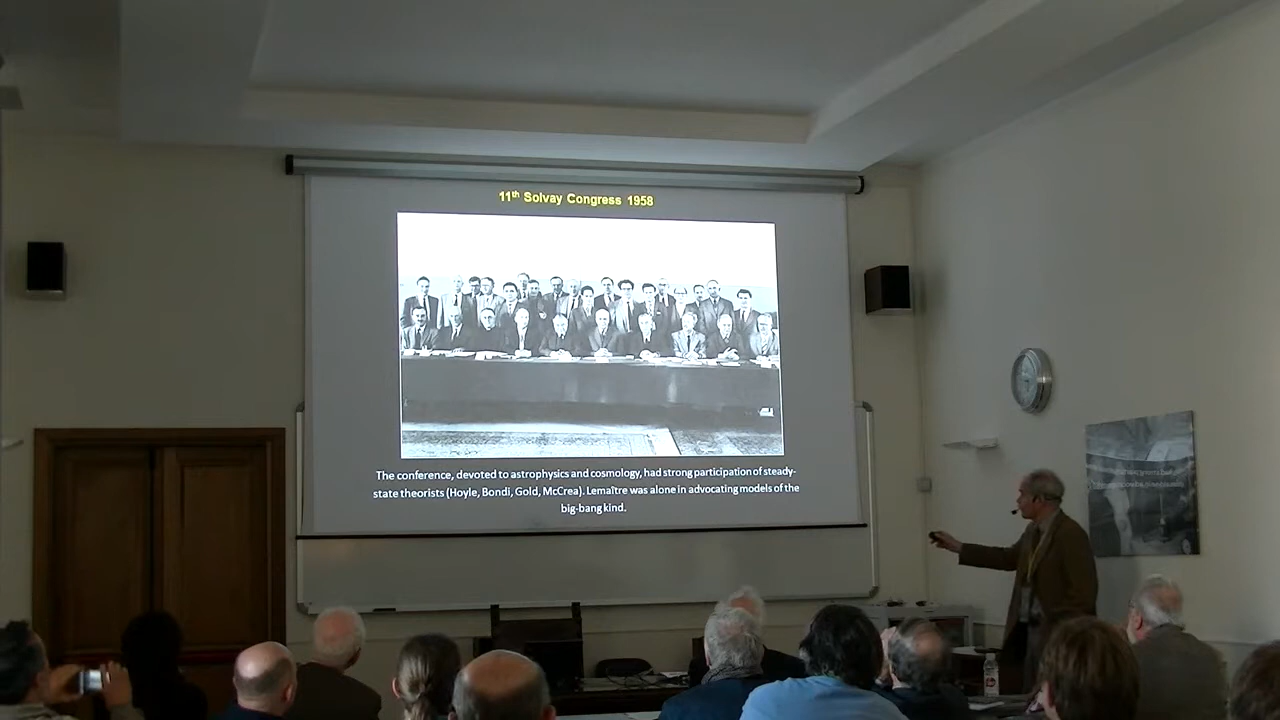 11th Solvay Congress 1958
The conference, devoted to astrophysics and cosmology, had strong participation of steady-
state theorists (Hoyle, Bondi, Gold, McCrea). Lemaître was alone in advocating models of the
big-bang kind.